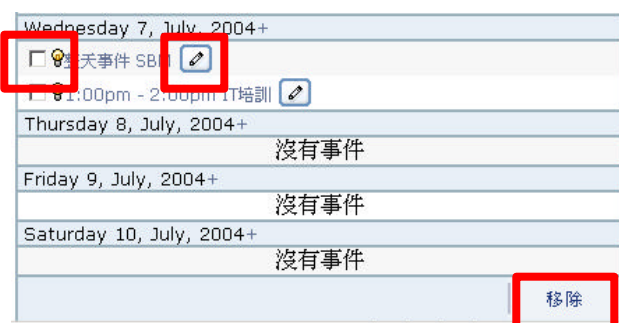 Wednesday 7, July, 2004+
全天事件 SBM
1:00pm - 2:00pm IT培訓
Thursday 8, July, 2004+
沒有事件
Friday 9, July, 2004+
沒有事件
Saturday 10, July, 2004+
沒有事件
移除